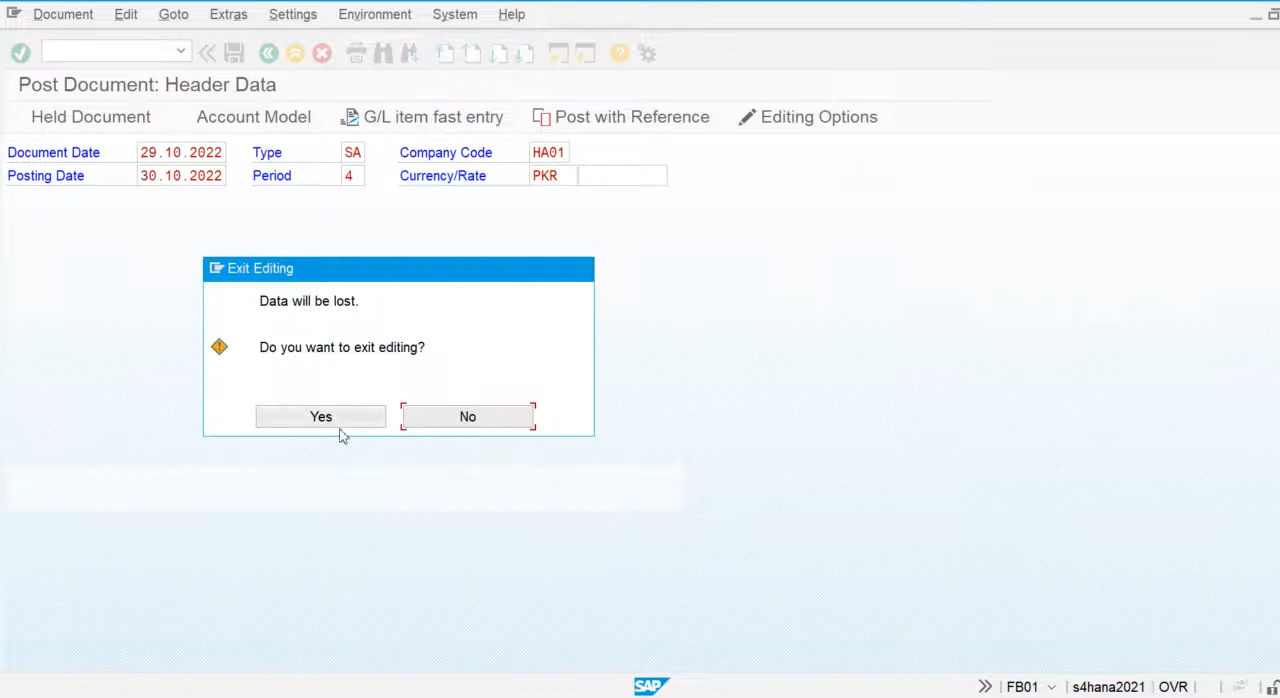 Document Edit Goto Extras Settings Environment System Help
Post Document: Header Data
Held Document Account Model G/L item fast entry Post with Reference Editing Options
Document Date 29.10.2022 Type SA Company Code HA01
Posting Date 30.10.2022 Period 4 Currency/Rate PKR
Exit Editing
Data will be lost.
Do you want to exit editing?
Yes No
SAP FB01 s4hana2021 OVR